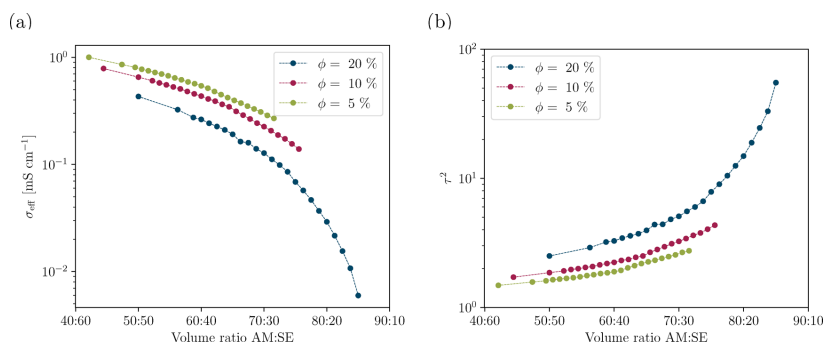 (a)
(b)
10⁰
10⁻¹
10⁻²
σeff [mS cm⁻¹]
ϕ = 20 %
ϕ = 10 %
ϕ = 5 %
40:60 50:50 60:40 70:30 80:20 90:10
Volume ratio AM:SE
10²
10¹
10⁰
τ²
ϕ = 20 %
ϕ = 10 %
ϕ = 5 %
40:60 50:50 60:40 70:30 80:20 90:10
Volume ratio AM:SE